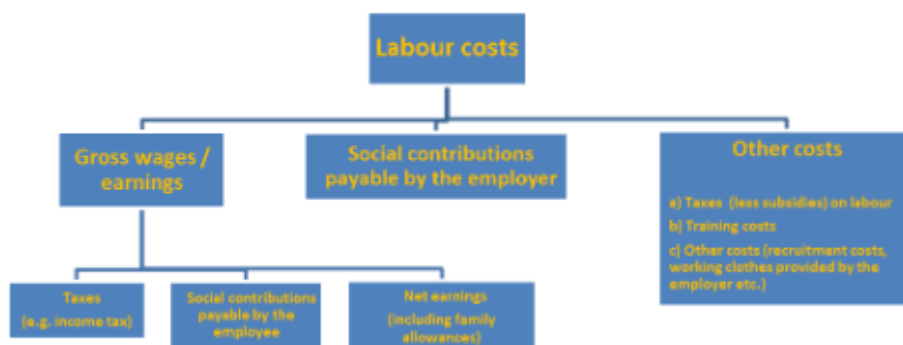 Labour costs
Gross wages /
earnings
Social contributions
payable by the employer
Other costs
a) Taxes (less subsidies) on labour
b) Training costs
c) Other costs (recruitment costs,
working clothes provided by the
employer etc.)
Taxes
(e.g. income tax)
Social contributions
payable by the
employee
Net earnings
(including family
allowances)